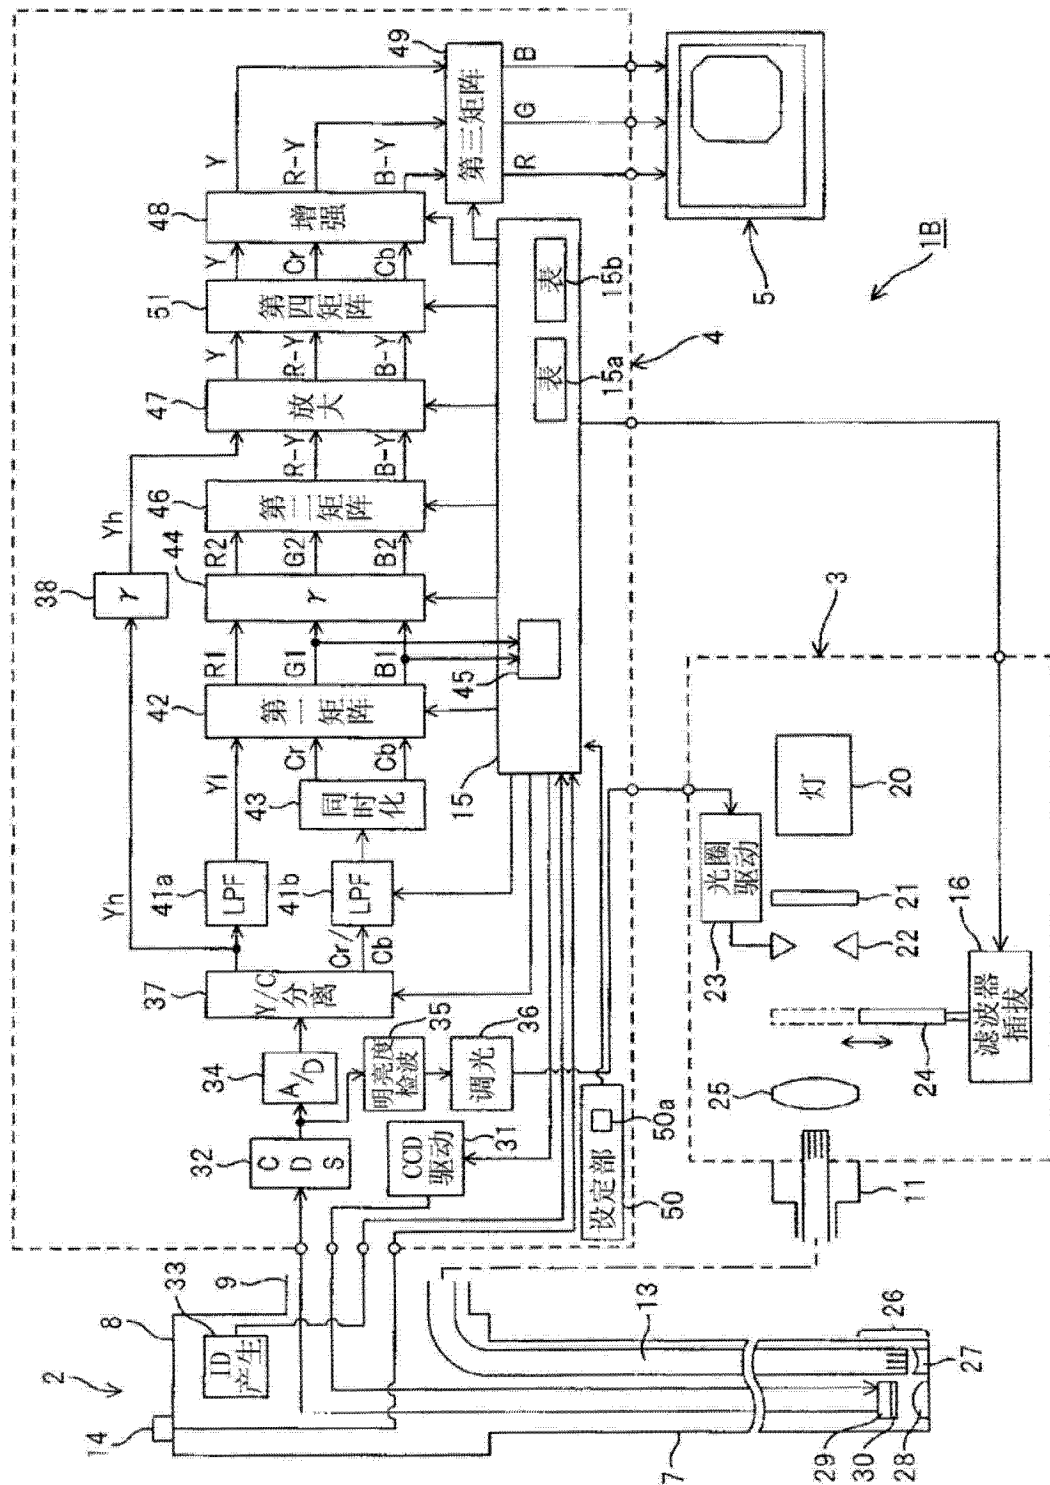 1B
2
14
8
33
ID
产生
9
7
13
26
29
30
28
27
38
γ
Yh
Yh
32
CDS
34
A/D
37
Y/C
分离
41a
LPF
Yl
Cr/
Cb
41b
LPF
43
同时化
Cr
Cb
42
第一矩阵
R1
G1
B1
44
γ
R2
G2
B2
46
第二矩阵
R-Y
B-Y
47
放大
Y
R-Y
B-Y
51
第四矩阵
Y
Cr
Cb
48
增强
Y
R-Y
B-Y
49
第三矩阵
R
G
B
35
明亮度
检波
36
调光
CCD
驱动
31
15
45
表
15a
表
15b
设定部
50
50a
4
5
3
11
25
24
滤波器
插拔
16
22
21
光圈
驱动
23
灯
20